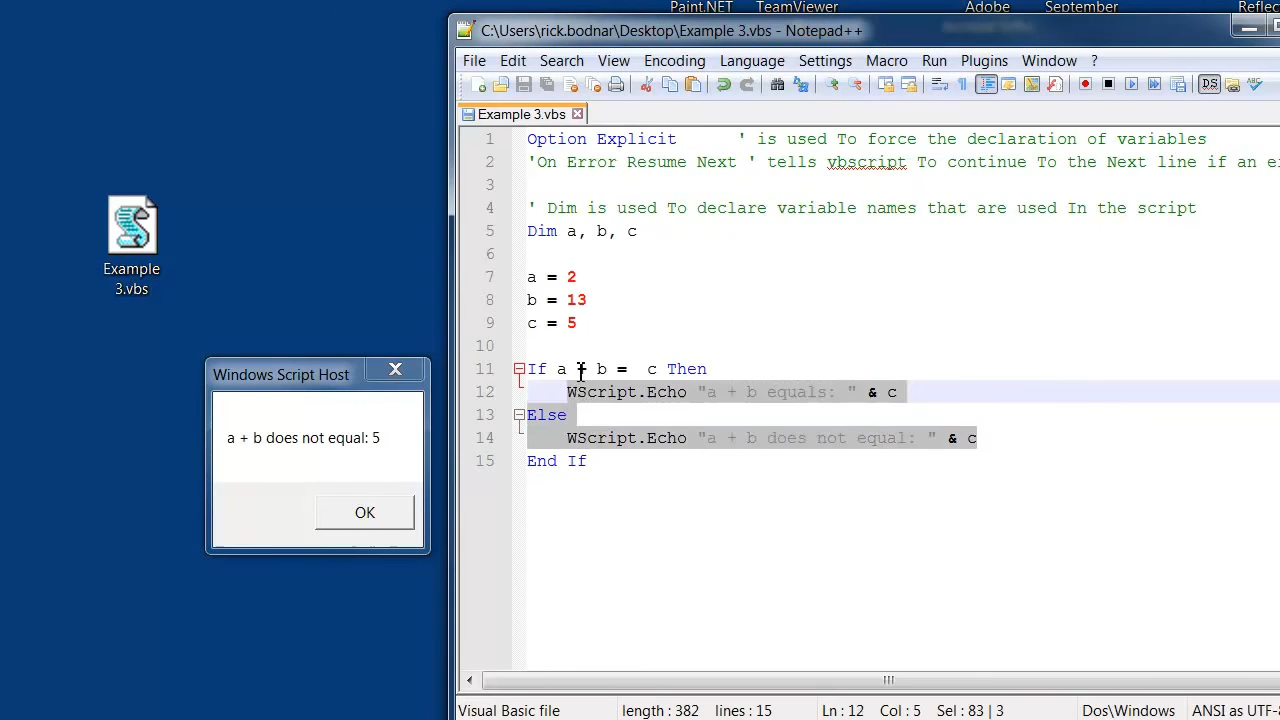 Paint.NET TeamViewer Adobe September Reflec
C:\Users\rick.bodnar\Desktop\Example 3.vbs - Notepad++
File Edit Search View Encoding Language Settings Macro Run Plugins Window ?
Example 3.vbs
1 Option Explicit ' is used To force the declaration of variables
2 'On Error Resume Next ' tells vbscript To continue To the Next line if an e
3
4 ' Dim is used To declare variable names that are used In the script
5 Dim a, b, c
6
7 a = 2
8 b = 13
9 c = 5
10
11 If a + b = c Then
12 WScript.Echo "a + b equals: " & c
13 Else
14 WScript.Echo "a + b does not equal: " & c
15 End If
Example
3.vbs
Windows Script Host
a + b does not equal: 5
OK
Visual Basic file length : 382 lines : 15 Ln : 12 Col : 5 Sel : 83 | 3 Dos\Windows ANSI as UTF-8